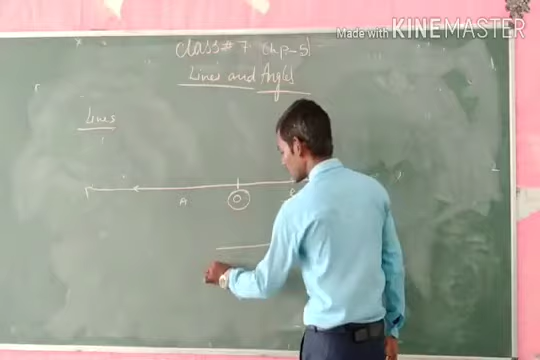 Made with KINEMASTER
Class # 7 Chp-5
Lines and Angles
Lines
A O